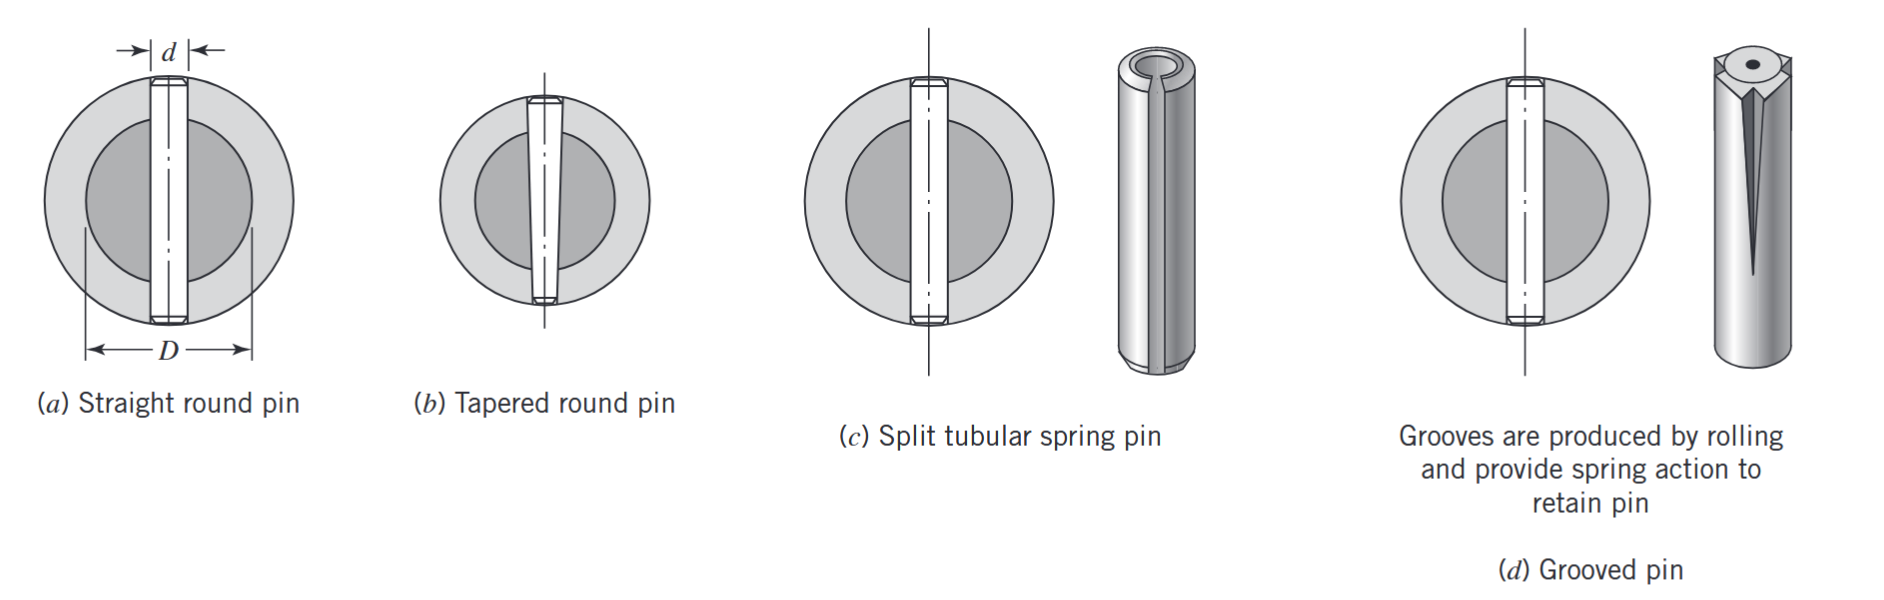 d
D
(a) Straight round pin
(b) Tapered round pin
(c) Split tubular spring pin
Grooves are produced by rolling
and provide spring action to
retain pin
(d) Grooved pin